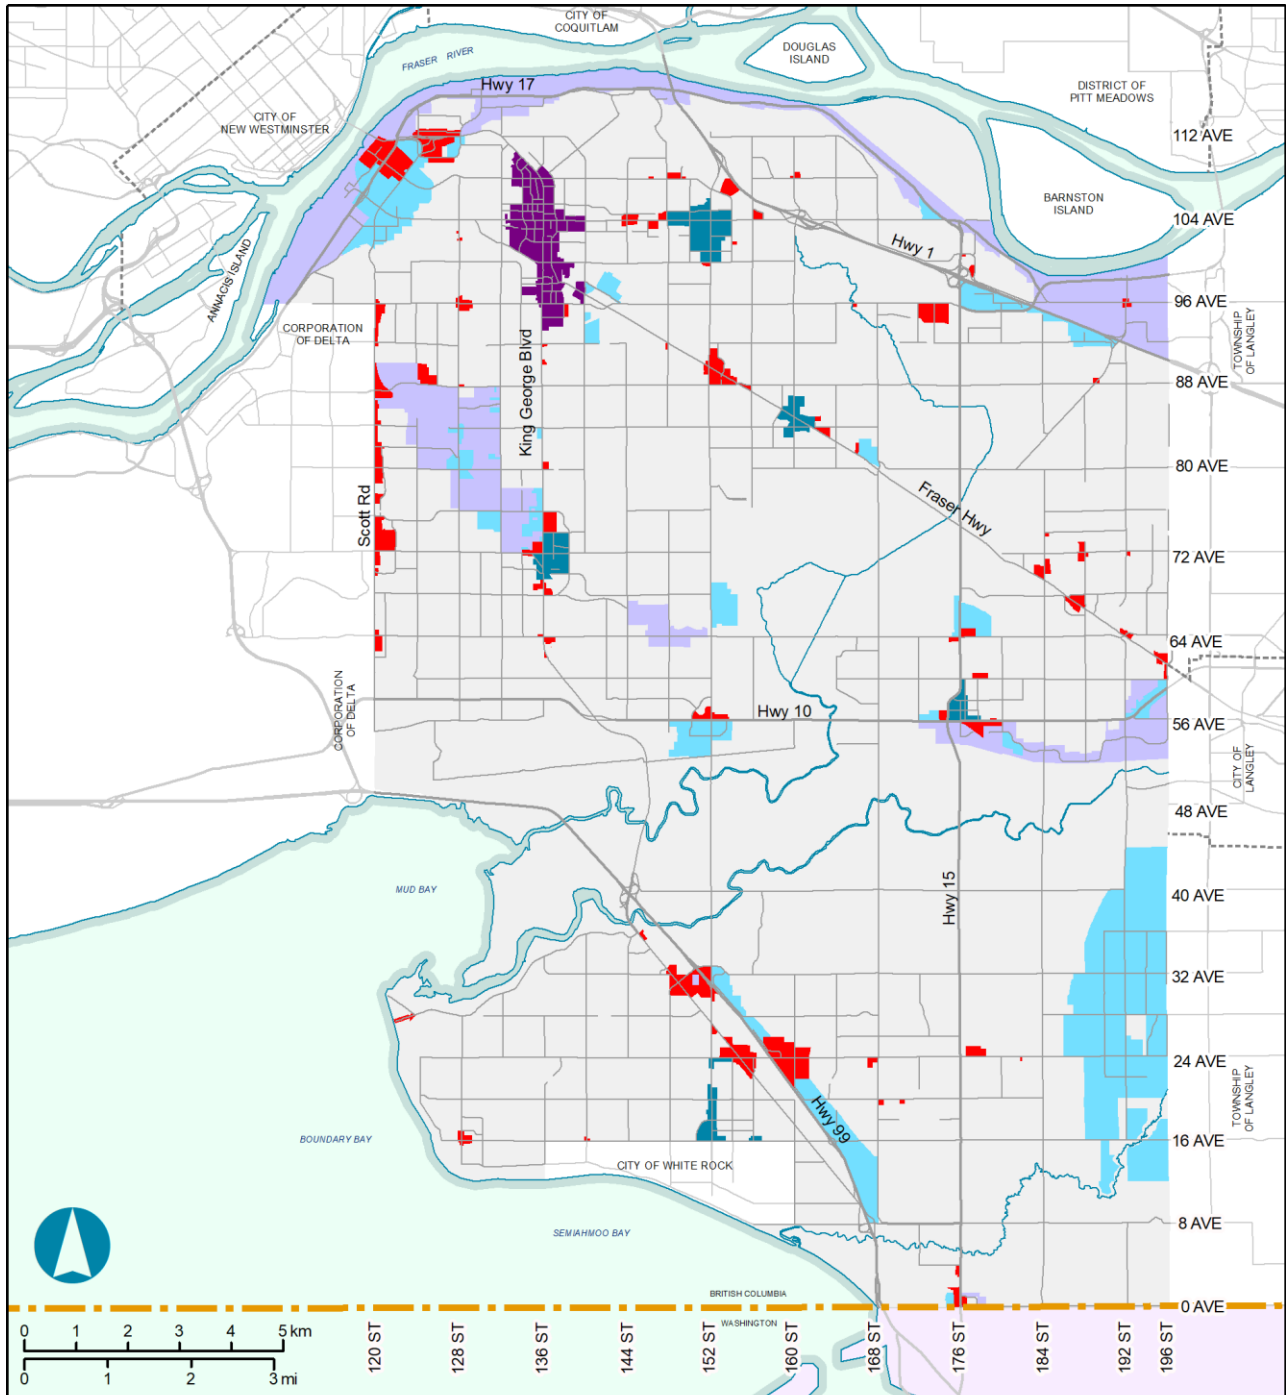 CITY OF
COQUITLAM
DOUGLAS
ISLAND
FRASER RIVER
Hwy 17
DISTRICT OF
PITT MEADOWS
CITY OF
NEW WESTMINSTER
112 AVE
BARNSTON
ISLAND
104 AVE
Hwy 1
ANNACIS ISLAND
96 AVE
CORPORATION
OF DELTA
TOWNSHIP
OF LANGLEY
King George Blvd
88 AVE
80 AVE
Scott Rd
Fraser Hwy
72 AVE
64 AVE
CORPORATION
OF DELTA
Hwy 10
56 AVE
CITY OF
LANGLEY
48 AVE
MUD BAY
Hwy 15
40 AVE
32 AVE
24 AVE
TOWNSHIP
OF LANGLEY
Hwy 99
BOUNDARY BAY
16 AVE
CITY OF WHITE ROCK
8 AVE
SEMIAHMOO BAY
BRITISH COLUMBIA
0 AVE
WASHINGTON
0 1 2 3 4 5 km
0 1 2 3 mi
120 ST
128 ST
136 ST
144 ST
152 ST
160 ST
168 ST
176 ST
184 ST
192 ST
196 ST